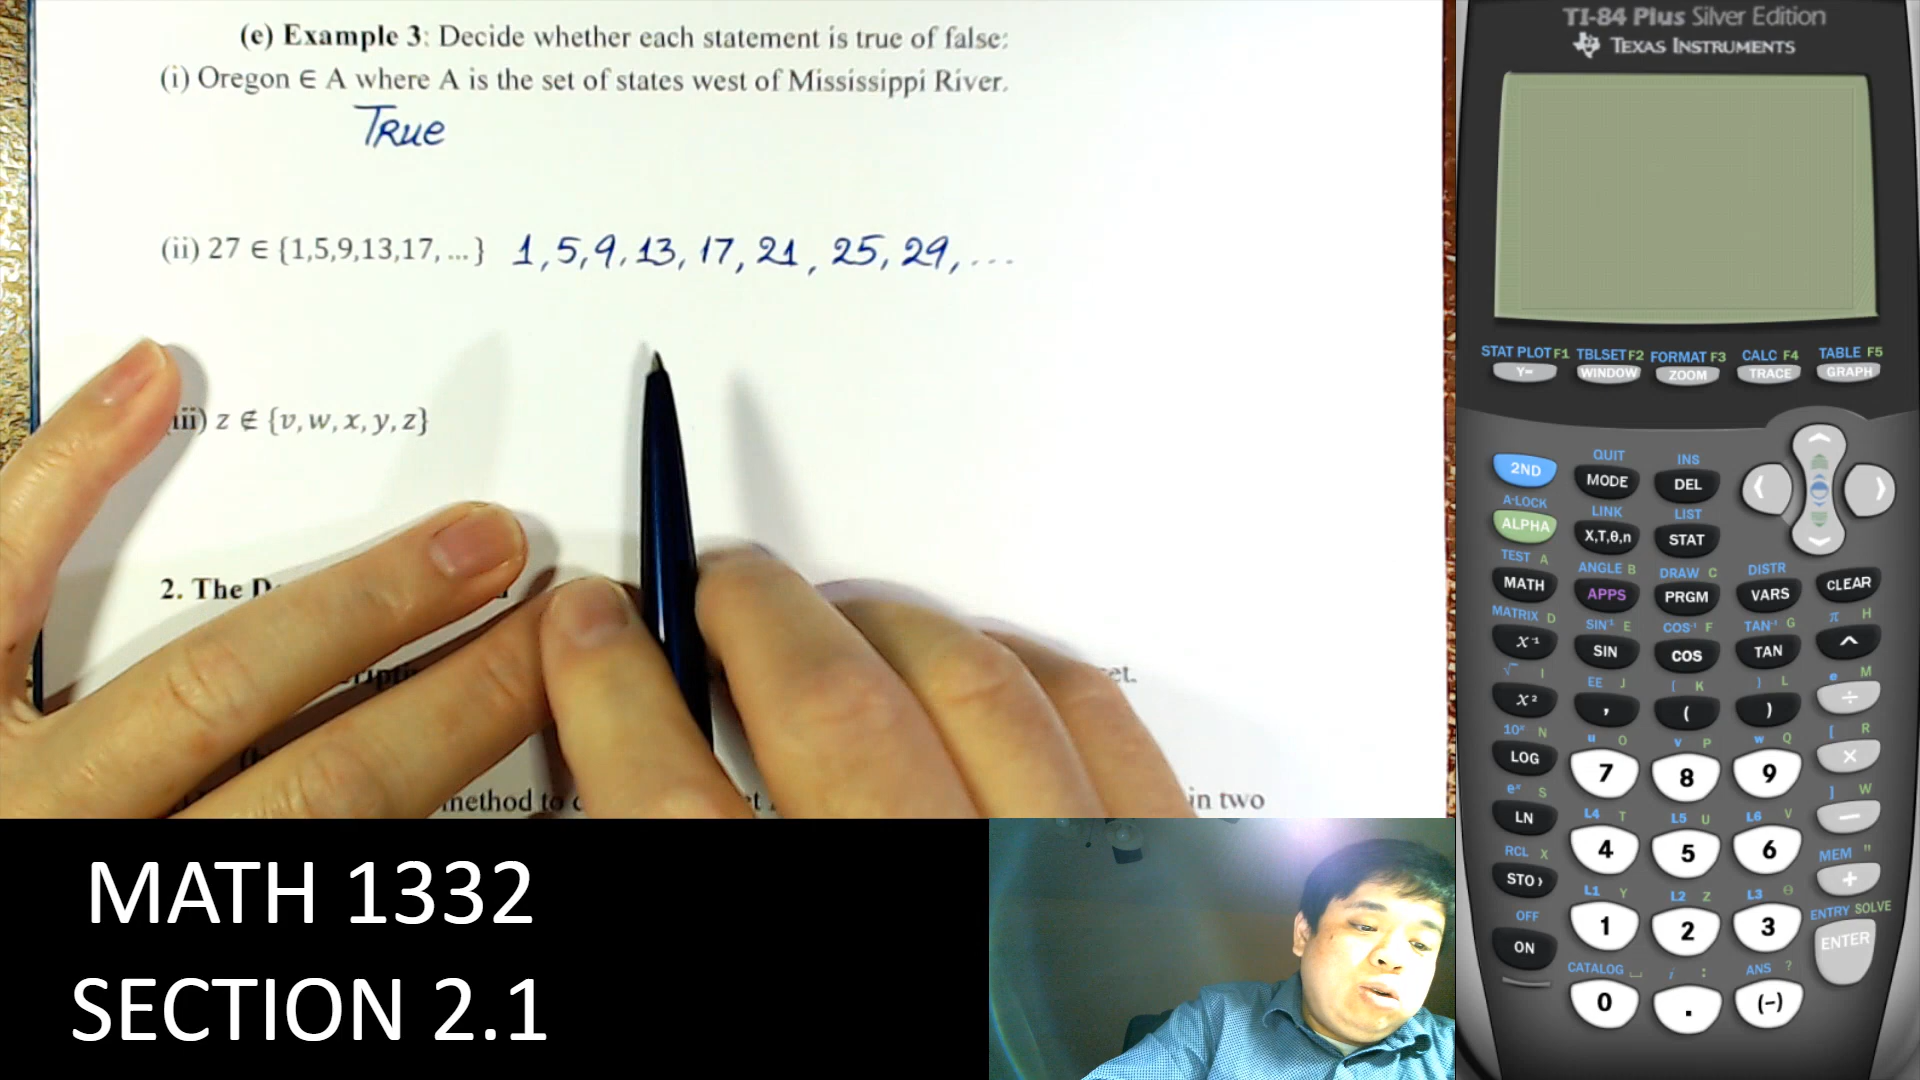 (e) Example 3: Decide whether each statement is true of false:
(i) Oregon ∈ A where A is the set of states west of Mississippi River.
True
(ii) 27 ∈ {1,5,9,13,17, ...} 1, 5, 9, 13, 17, 21, 25, 29, ...
iii) z ∉ {v, w, x, y, z}
2. The
method to
in two
MATH 1332
SECTION 2.1
TI-84 Plus Silver Edition
TEXAS INSTRUMENTS
STAT PLOT F1 TBLSET F2 FORMAT F3 CALC F4 TABLE F5
Y= WINDOW ZOOM TRACE GRAPH
QUIT INS
2ND MODE DEL
A-LOCK LINK LIST
ALPHA X,T,θ,n STAT
TEST A ANGLE B DRAW C DISTR
MATH APPS PRGM VARS CLEAR
MATRIX D SIN⁻¹ E COS⁻¹ F TAN⁻¹ G π H
x⁻¹ SIN COS TAN ^
√ I EE J { K } L e M
x² , ( ) ÷
10ˣ N u O v P w Q [ R
LOG 7 8 9 ×
eˣ S L4 T L5 U L6 V ] W
LN 4 5 6 −
RCL X L1 Y L2 Z L3 θ MEM "
STO› 1 2 3 +
OFF CATALOG i : ANS ? ENTRY SOLVE
ON 0 . (-) ENTER